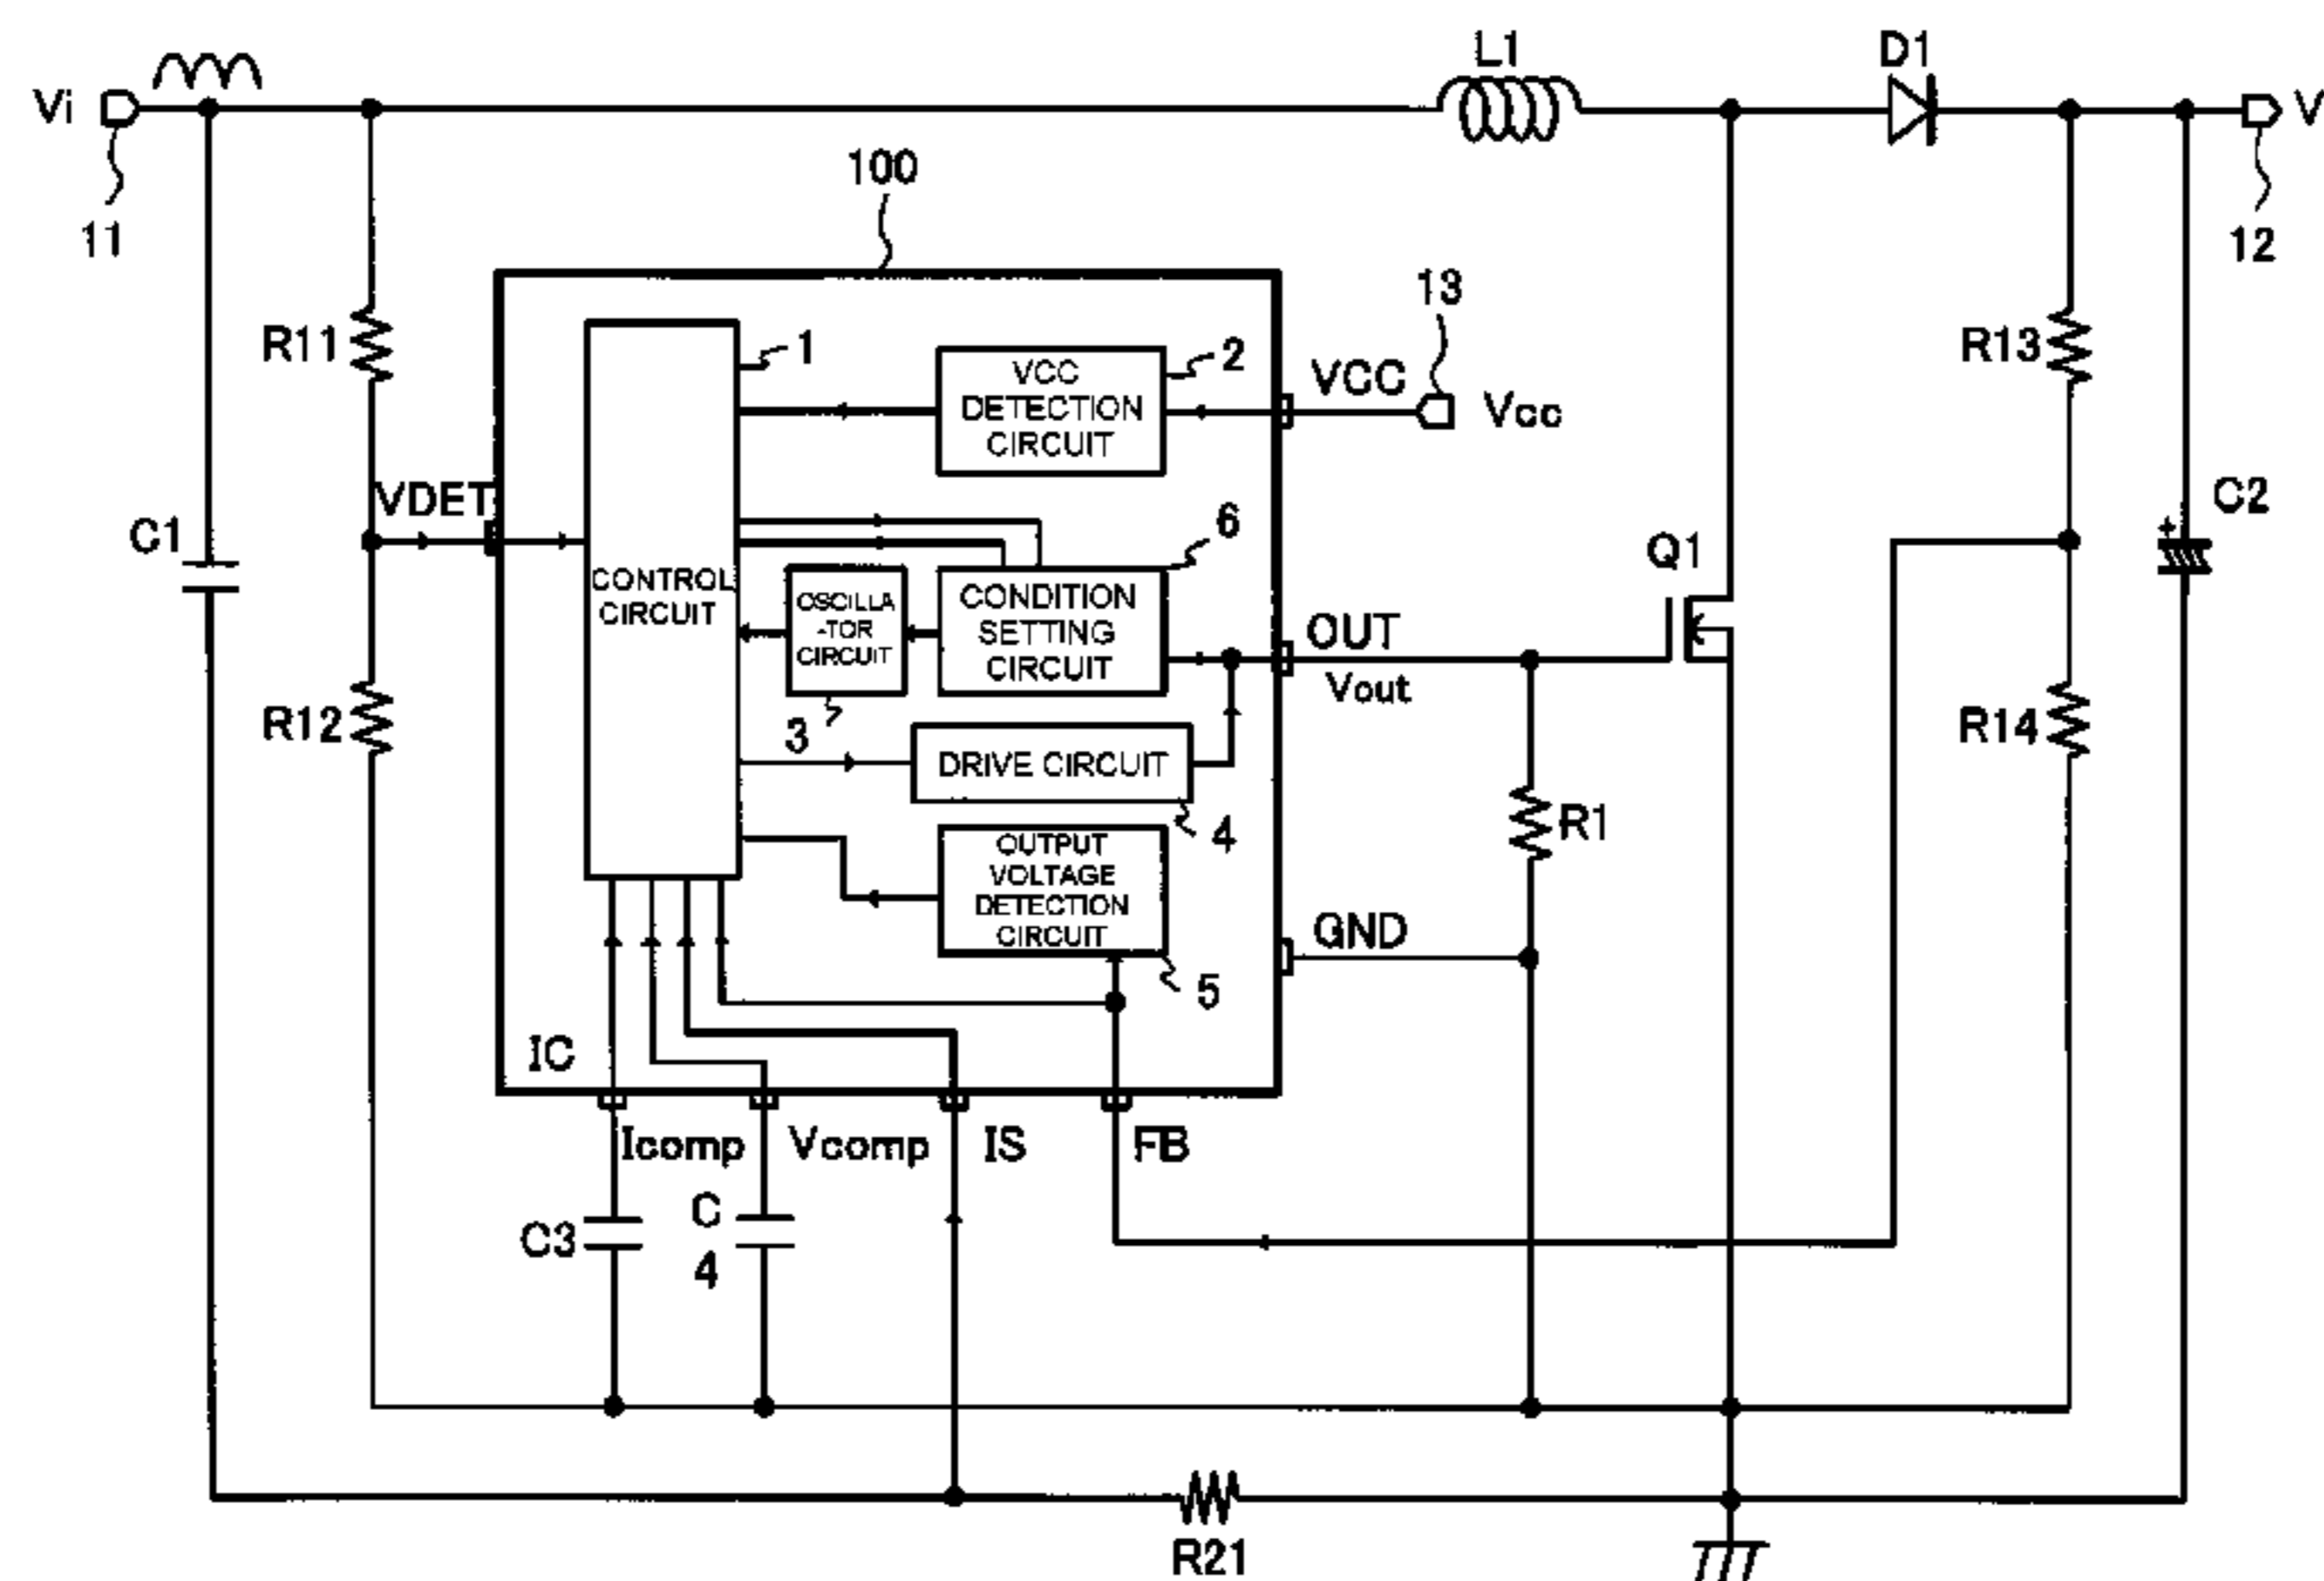 L1
D1
Vi
V
100
11
12
13
R11
1
VCC
DETECTION
CIRCUIT
2
VCC
Vcc
R13
VDET
C1
6
Q1
C2
+
CONTROL
CIRCUIT
OSCILLA
-TOR
CIRCUIT
CONDITION
SETTING
CIRCUIT
OUT
Vout
R12
3
DRIVE CIRCUIT
R14
4
R1
OUTPUT
VOLTAGE
DETECTION
CIRCUIT
GND
5
IC
Icomp
Vcomp
IS
FB
C3
C
4
R21